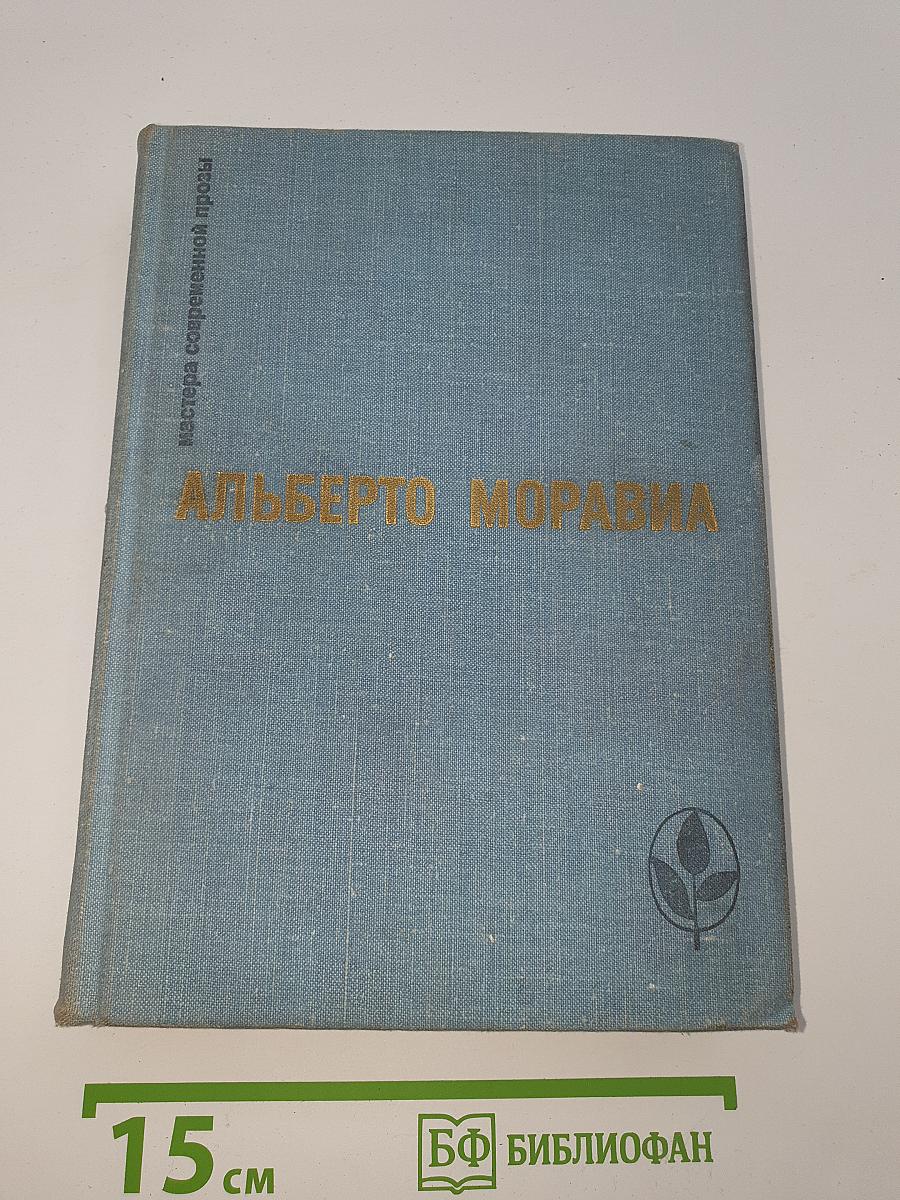 мастера современной прозы
АЛЬБЕРТО МОРАВИА
15 см
БФ БИБЛИОФАН